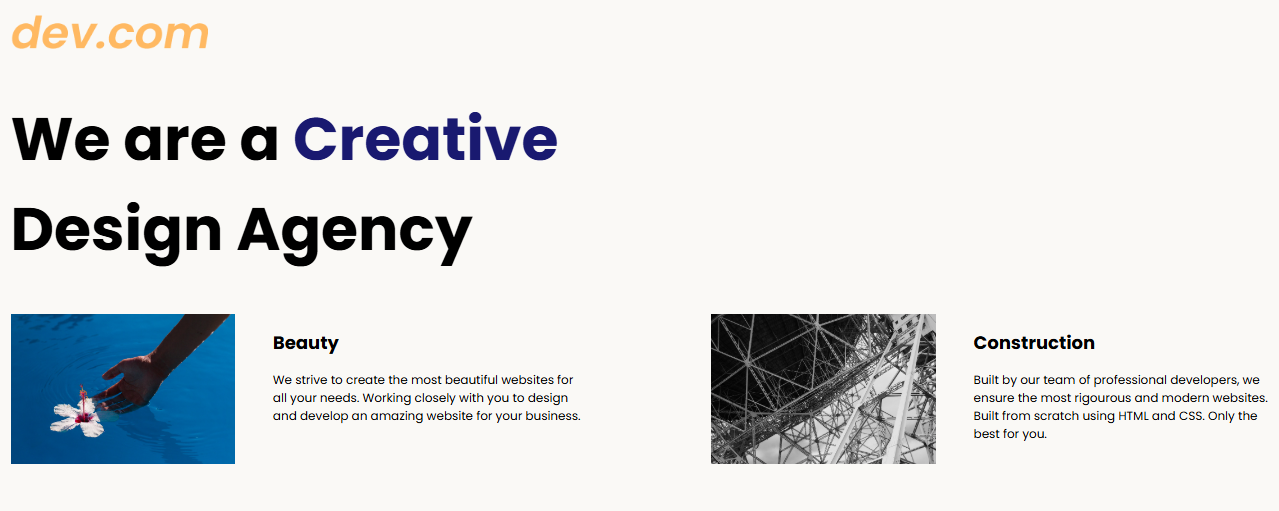 dev.com
We are a Creative
Design Agency
Beauty
We strive to create the most beautiful websites for
all your needs. Working closely with you to design
and develop an amazing website for your business.
Construction
Built by our team of professional developers, we
ensure the most rigourous and modern websites.
Built from scratch using HTML and CSS. Only the
best for you.